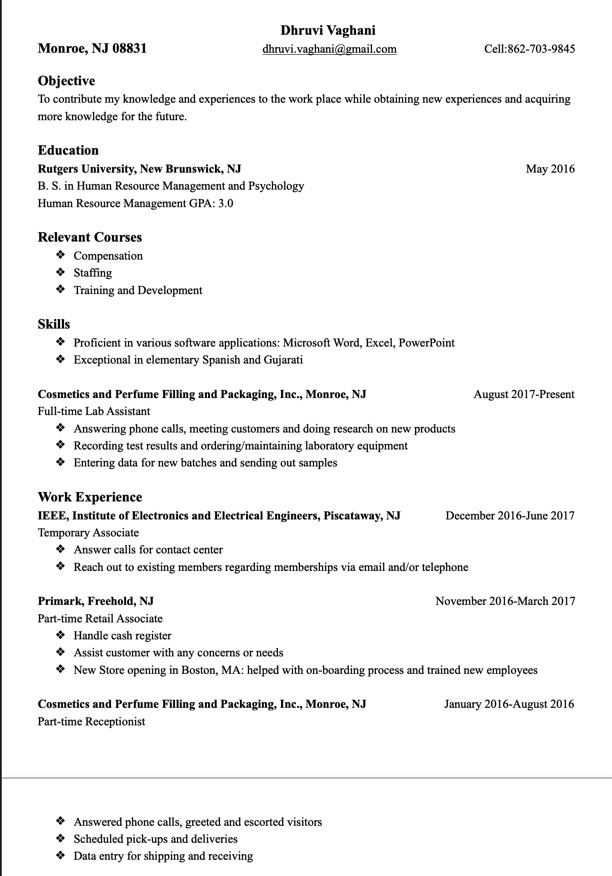 Dhruvi Vaghani
Monroe, NJ 08831 dhruvi.vaghani@gmail.com Cell:862-703-9845
Objective
To contribute my knowledge and experiences to the work place while obtaining new experiences and acquiring
more knowledge for the future.
Education
Rutgers University, New Brunswick, NJ May 2016
B. S. in Human Resource Management and Psychology
Human Resource Management GPA: 3.0
Relevant Courses
❖ Compensation
❖ Staffing
❖ Training and Development
Skills
❖ Proficient in various software applications: Microsoft Word, Excel, PowerPoint
❖ Exceptional in elementary Spanish and Gujarati
Cosmetics and Perfume Filling and Packaging, Inc., Monroe, NJ August 2017-Present
Full-time Lab Assistant
❖ Answering phone calls, meeting customers and doing research on new products
❖ Recording test results and ordering/maintaining laboratory equipment
❖ Entering data for new batches and sending out samples
Work Experience
IEEE, Institute of Electronics and Electrical Engineers, Piscataway, NJ December 2016-June 2017
Temporary Associate
❖ Answer calls for contact center
❖ Reach out to existing members regarding memberships via email and/or telephone
Primark, Freehold, NJ November 2016-March 2017
Part-time Retail Associate
❖ Handle cash register
❖ Assist customer with any concerns or needs
❖ New Store opening in Boston, MA: helped with on-boarding process and trained new employees
Cosmetics and Perfume Filling and Packaging, Inc., Monroe, NJ January 2016-August 2016
Part-time Receptionist
❖ Answered phone calls, greeted and escorted visitors
❖ Scheduled pick-ups and deliveries
❖ Data entry for shipping and receiving